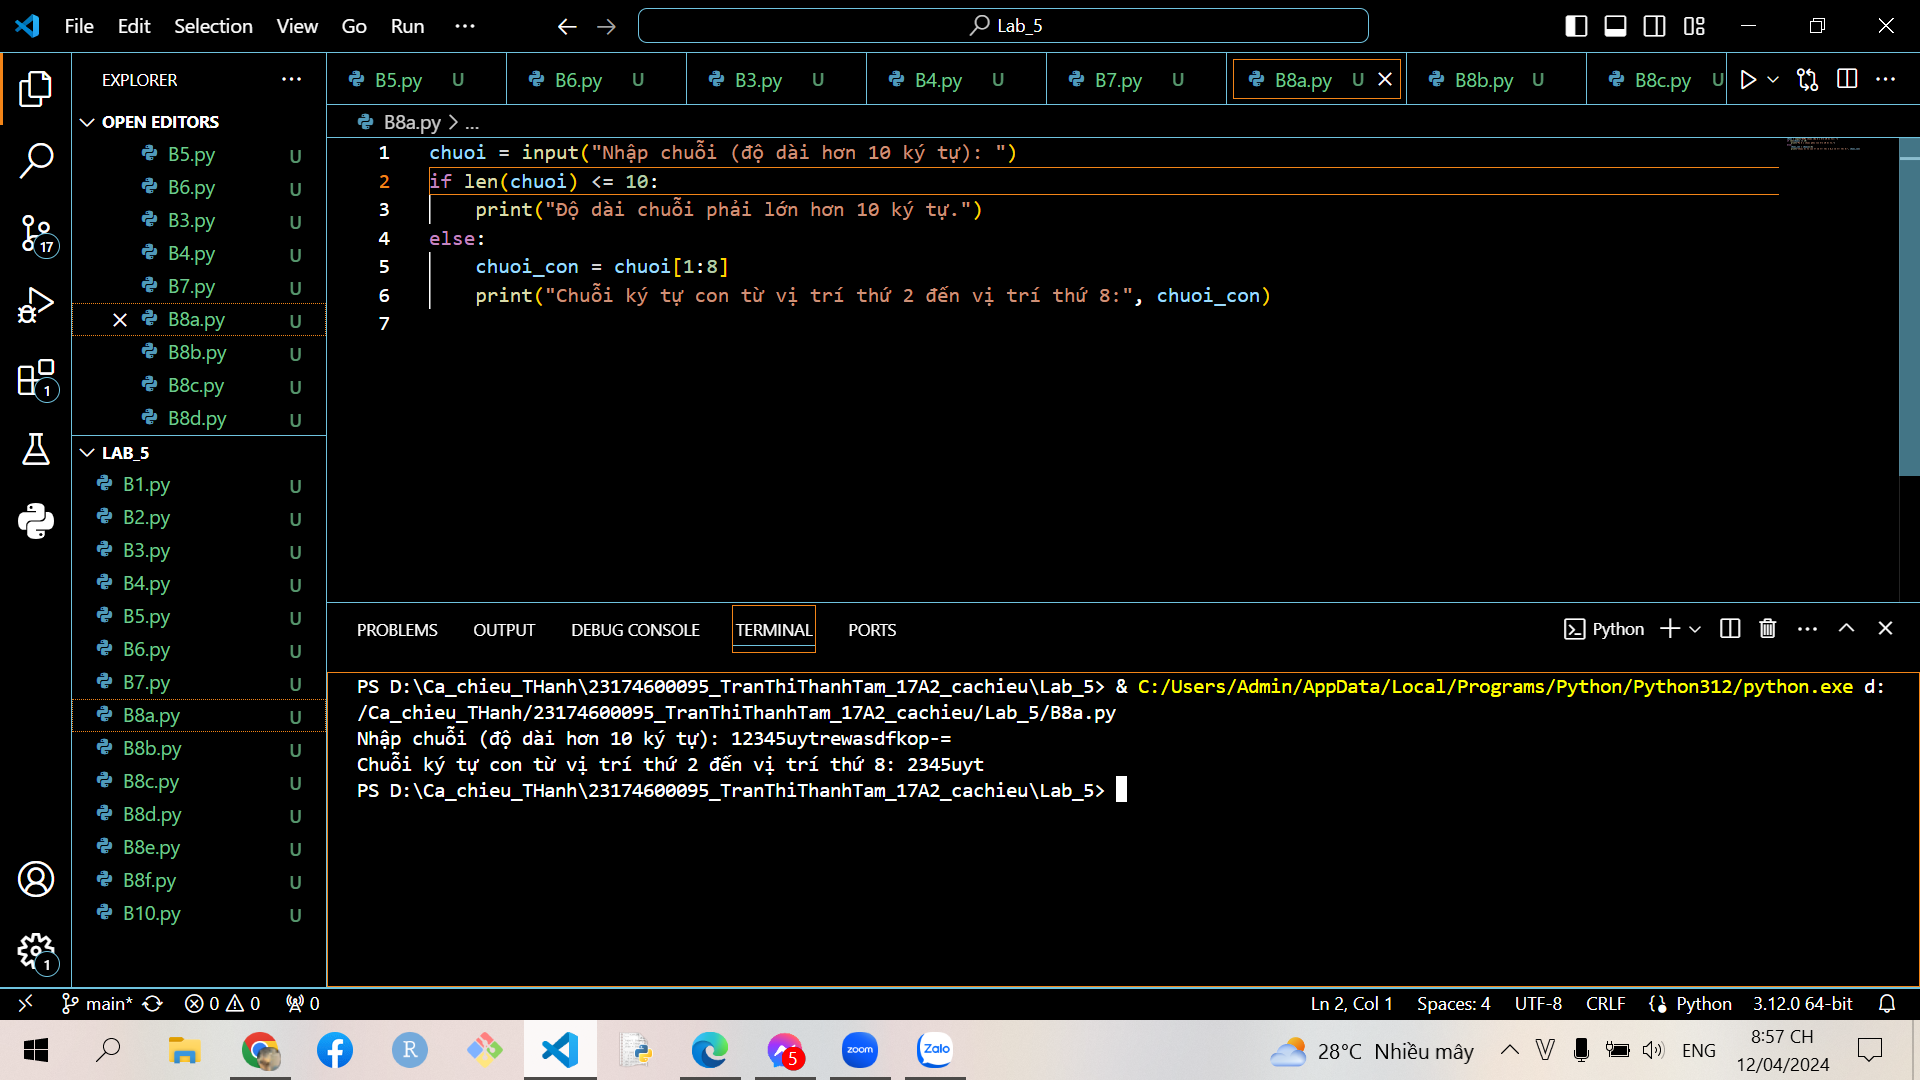 File Edit Selection View Go Run ···
Lab_5
EXPLORER ···
B5.py U B6.py U B3.py U B4.py U B7.py U B8a.py U B8b.py U B8c.py U
OPEN EDITORS
B5.py U
B6.py U
B3.py U
B4.py U
B7.py U
B8a.py U
B8b.py U
B8c.py U
B8d.py U
LAB_5
B1.py U
B2.py U
B3.py U
B4.py U
B5.py U
B6.py U
B7.py U
B8a.py U
B8b.py U
B8c.py U
B8d.py U
B8e.py U
B8f.py U
B10.py U
17
1
1
B8a.py > ...
1 chuoi = input("Nhập chuỗi (độ dài hơn 10 ký tự): ")
2 if len(chuoi) <= 10:
3 print("Độ dài chuỗi phải lớn hơn 10 ký tự.")
4 else:
5 chuoi_con = chuoi[1:8]
6 print("Chuỗi ký tự con từ vị trí thứ 2 đến vị trí thứ 8:", chuoi_con)
7
PROBLEMS OUTPUT DEBUG CONSOLE TERMINAL PORTS
Python
PS D:\Ca_chieu_THanh\23174600095_TranThiThanhTam_17A2_cachieu\Lab_5> & C:/Users/Admin/AppData/Local/Programs/Python/Python312/python.exe d:
/Ca_chieu_THanh/23174600095_TranThiThanhTam_17A2_cachieu/Lab_5/B8a.py
Nhập chuỗi (độ dài hơn 10 ký tự): 12345uytrewasdfkop-=
Chuỗi ký tự con từ vị trí thứ 2 đến vị trí thứ 8: 2345uyt
PS D:\Ca_chieu_THanh\23174600095_TranThiThanhTam_17A2_cachieu\Lab_5>
main* 0 0 0
Ln 2, Col 1 Spaces: 4 UTF-8 CRLF Python 3.12.0 64-bit
R
5
zoom
Zalo
28°C Nhiều mây
V
ENG
8:57 CH
12/04/2024